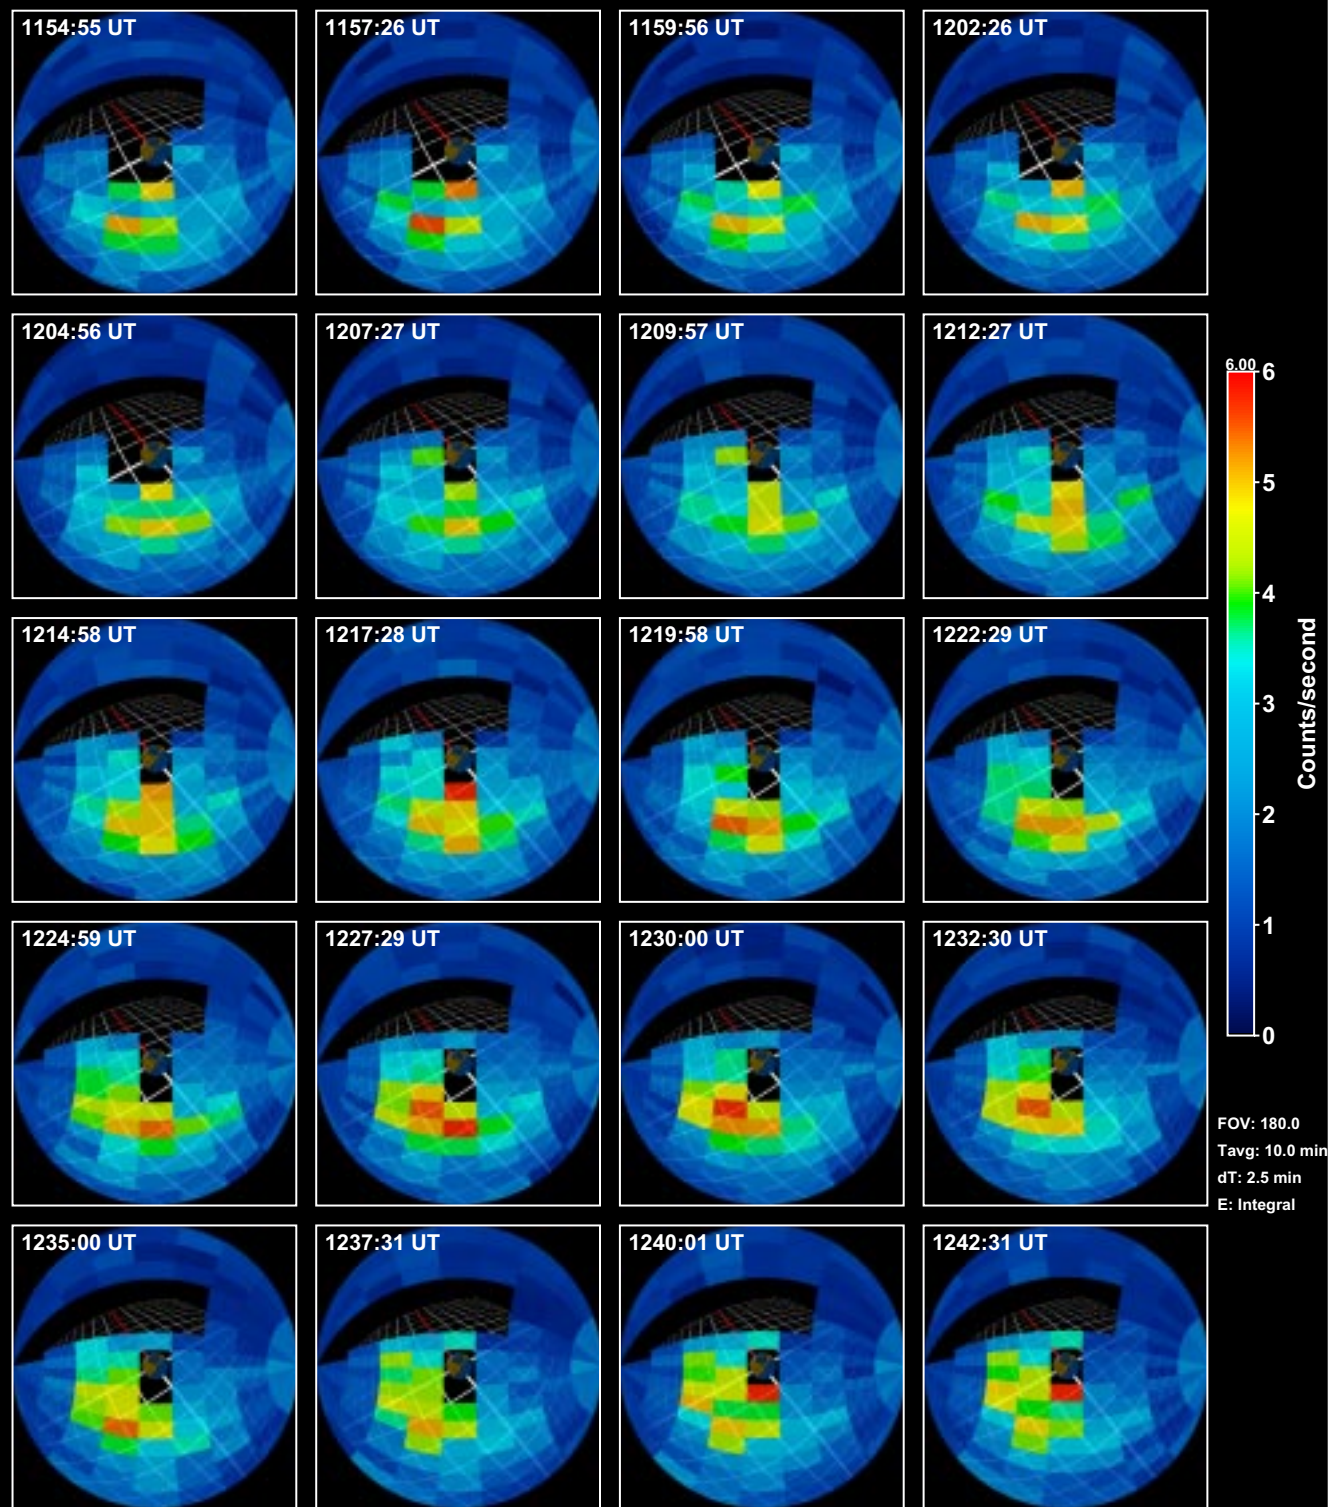 1154:55 UT
1157:26 UT
1159:56 UT
1202:26 UT
1204:56 UT
1207:27 UT
1209:57 UT
1212:27 UT
1214:58 UT
1217:28 UT
1219:58 UT
1222:29 UT
1224:59 UT
1227:29 UT
1230:00 UT
1232:30 UT
1235:00 UT
1237:31 UT
1240:01 UT
1242:31 UT
6.00
6
5
4
3
2
1
0
Counts/second
FOV: 180.0
Tavg: 10.0 min
dT: 2.5 min
E: Integral